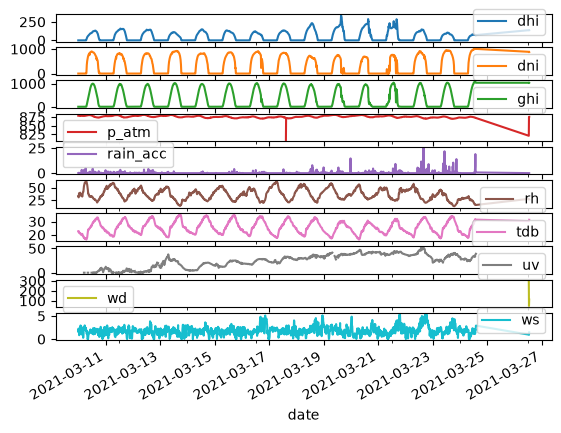 250
0
dhi
1000
0
dni
1000
0
ghi
875
850
825
p_atm
25
0
rain_acc
50
25
rh
30
20
tdb
50
0
uv
300
200
100
wd
5
0
ws
2021-03-11
2021-03-13
2021-03-15
2021-03-17
2021-03-19
2021-03-21
2021-03-23
2021-03-25
2021-03-27
date